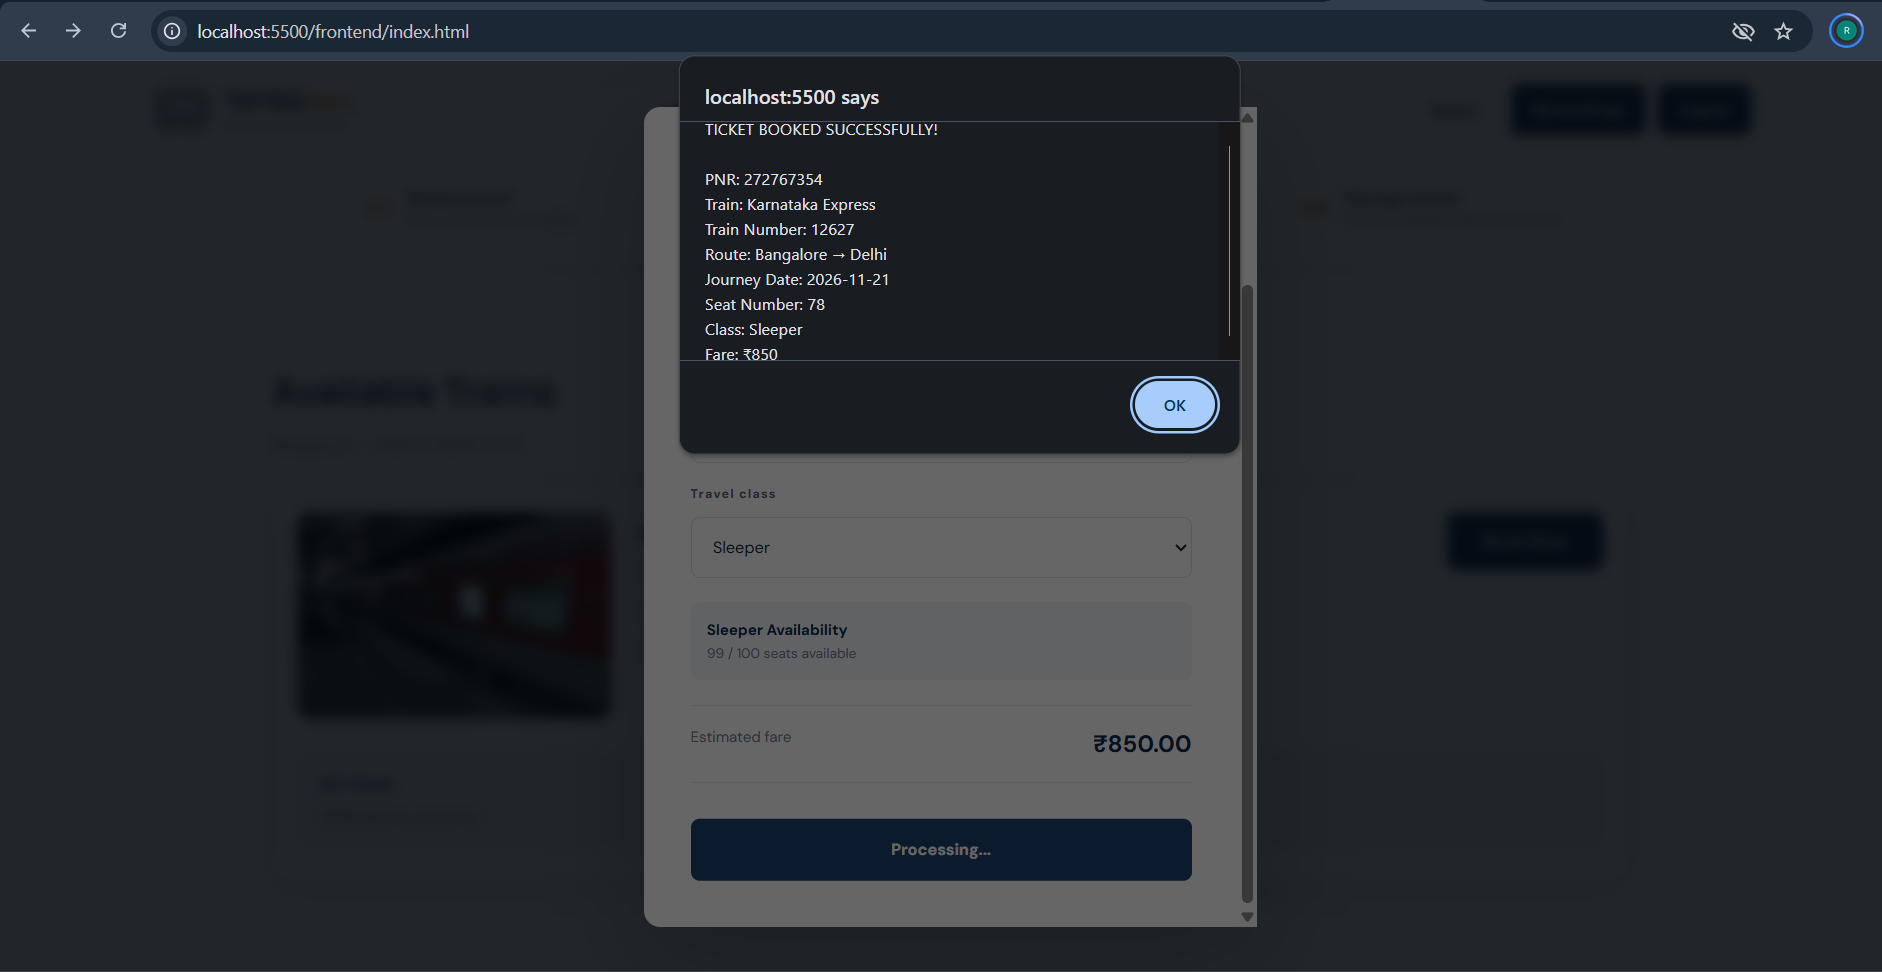 localhost:5500/frontend/index.html
R
localhost:5500 says
TICKET BOOKED SUCCESSFULLY!
PNR: 272767354
Train: Karnataka Express
Train Number: 12627
Route: Bangalore → Delhi
Journey Date: 2026-11-21
Seat Number: 78
Class: Sleeper
Fare: ₹850
OK
Available Trains
Travel class
Sleeper
Sleeper Availability
99 / 100 seats available
Estimated fare
₹850.00
Processing...